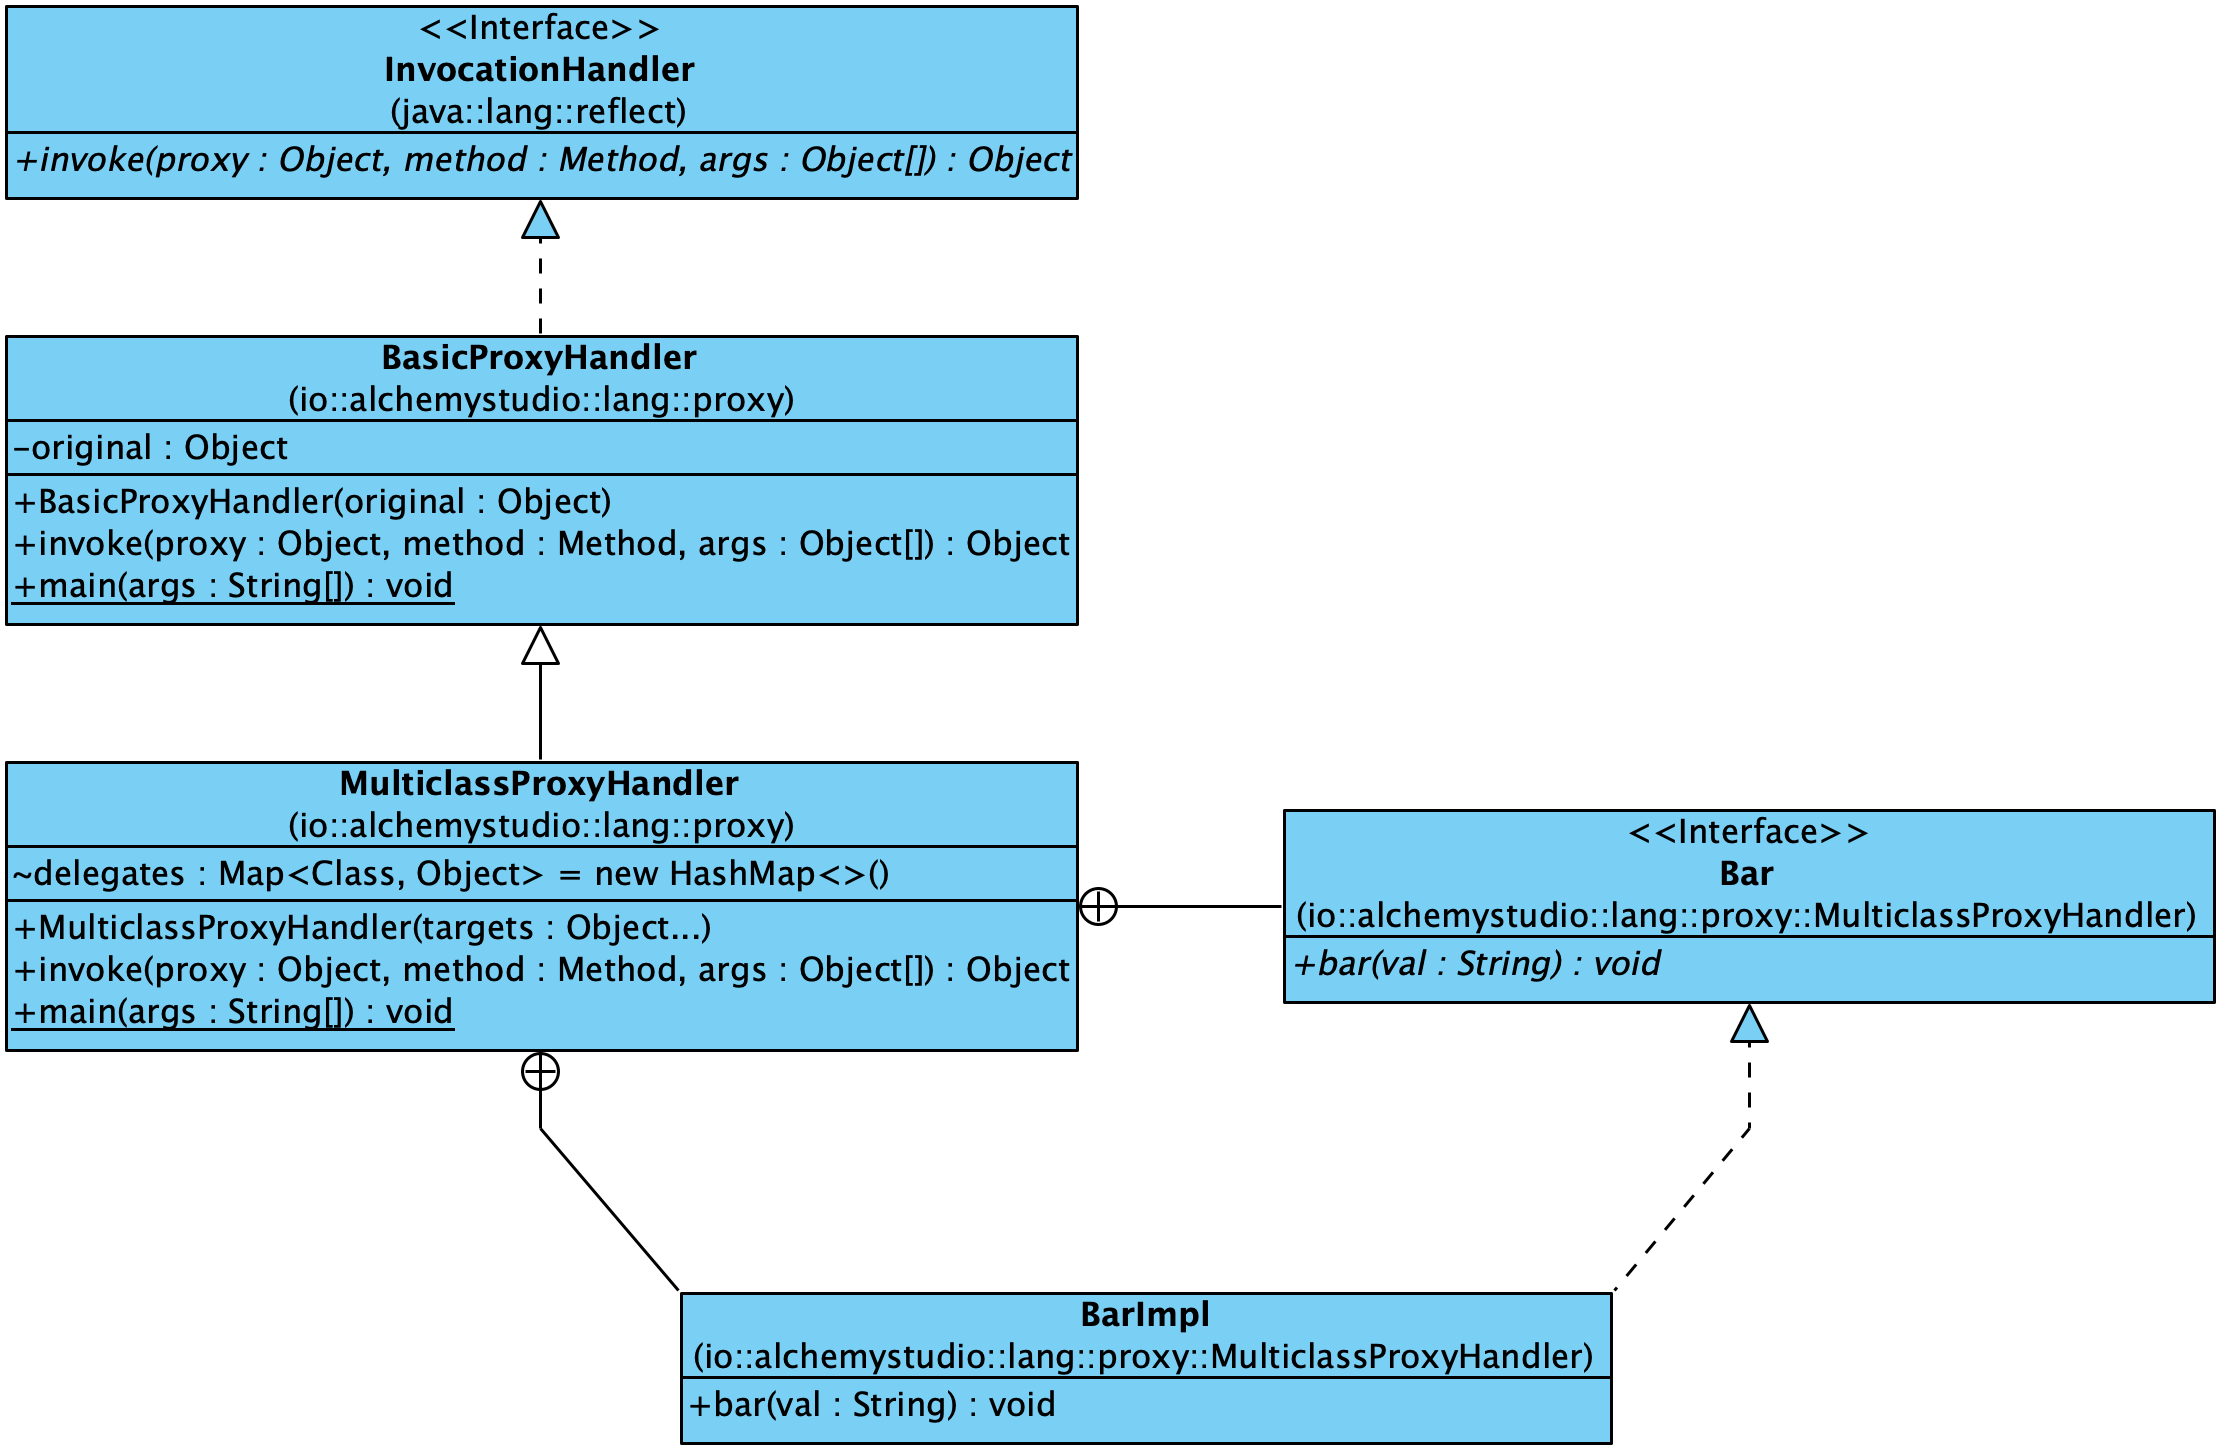 <<Interface>>
InvocationHandler
(java::lang::reflect)
+invoke(proxy : Object, method : Method, args : Object[]) : Object
BasicProxyHandler
(io::alchemystudio::lang::proxy)
-original : Object
+BasicProxyHandler(original : Object)
+invoke(proxy : Object, method : Method, args : Object[]) : Object
+main(args : String[]) : void
MulticlassProxyHandler
(io::alchemystudio::lang::proxy)
~delegates : Map<Class, Object> = new HashMap<>()
+MulticlassProxyHandler(targets : Object...)
+invoke(proxy : Object, method : Method, args : Object[]) : Object
+main(args : String[]) : void
<<Interface>>
Bar
(io::alchemystudio::lang::proxy::MulticlassProxyHandler)
+bar(val : String) : void
BarImpl
(io::alchemystudio::lang::proxy::MulticlassProxyHandler)
+bar(val : String) : void